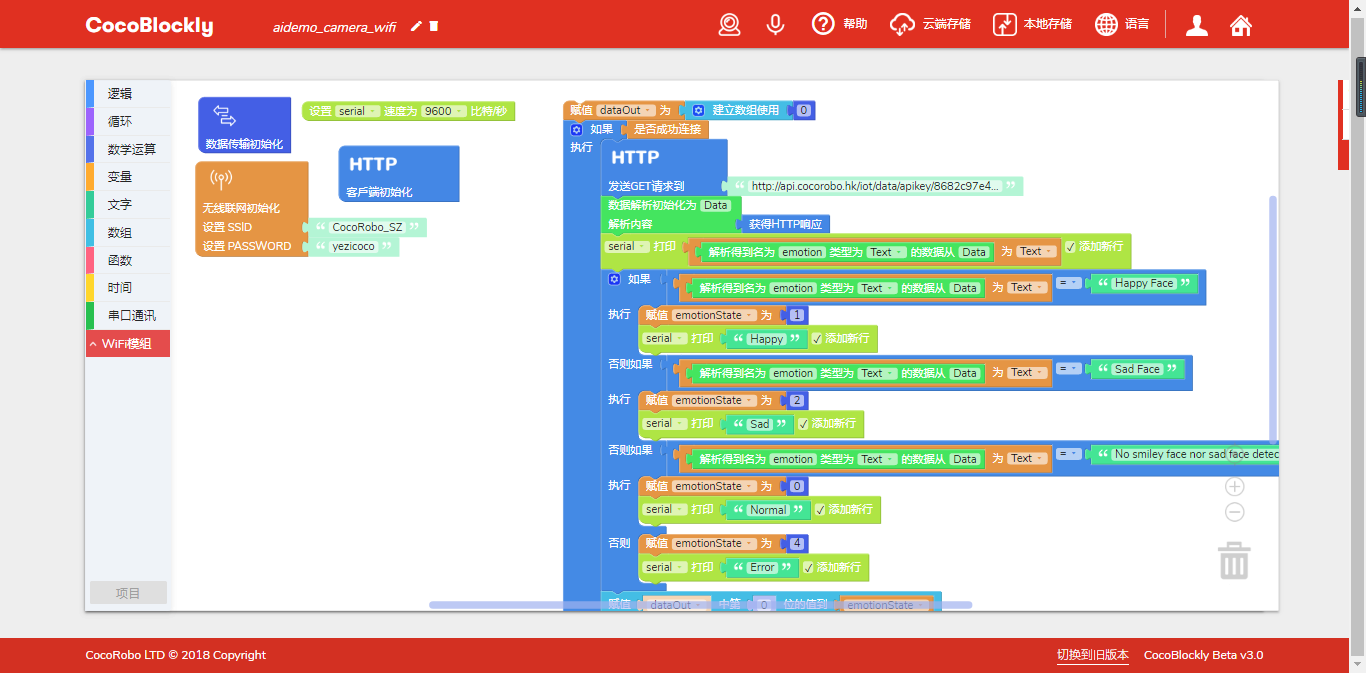 CocoBlockly
aidemo_camera_wifi
帮助
云端存储
本地存储
语言
逻辑
循环
数学运算
变量
文字
数组
函数
时间
串口通讯
WiFi模组
项目
数据传输初始化
设置 serial 速度为 9600 比特/秒
HTTP
客戶端初始化
无线联网初始化
设置 SSID “ CocoRobo_SZ ”
设置 PASSWORD “ yezicoco ”
赋值 dataOut 为 建立数组使用 0
如果 是否成功连接
执行 HTTP
发送GET请求到 “ http://api.cocorobo.hk/iot/data/apikey/8682c97e4... ”
数据解析初始化为 Data
解析内容 获得HTTP响应
serial 打印 解析得到名为 emotion 类型为 Text 的数据从 Data 为 Text ✓ 添加新行
如果 解析得到名为 emotion 类型为 Text 的数据从 Data 为 Text = “ Happy Face ”
执行 赋值 emotionState 为 1
serial 打印 “ Happy ” ✓ 添加新行
否则如果 解析得到名为 emotion 类型为 Text 的数据从 Data 为 Text = “ Sad Face ”
执行 赋值 emotionState 为 2
serial 打印 “ Sad ” ✓ 添加新行
否则如果 解析得到名为 emotion 类型为 Text 的数据从 Data 为 Text = “ No smiley face nor sad face detec
执行 赋值 emotionState 为 0
serial 打印 “ Normal ” ✓ 添加新行
否则 赋值 emotionState 为 4
serial 打印 “ Error ” ✓ 添加新行
赋值 dataOut 中第 0 位的值到 emotionState
CocoRobo LTD © 2018 Copyright
切换到旧版本
CocoBlockly Beta v3.0